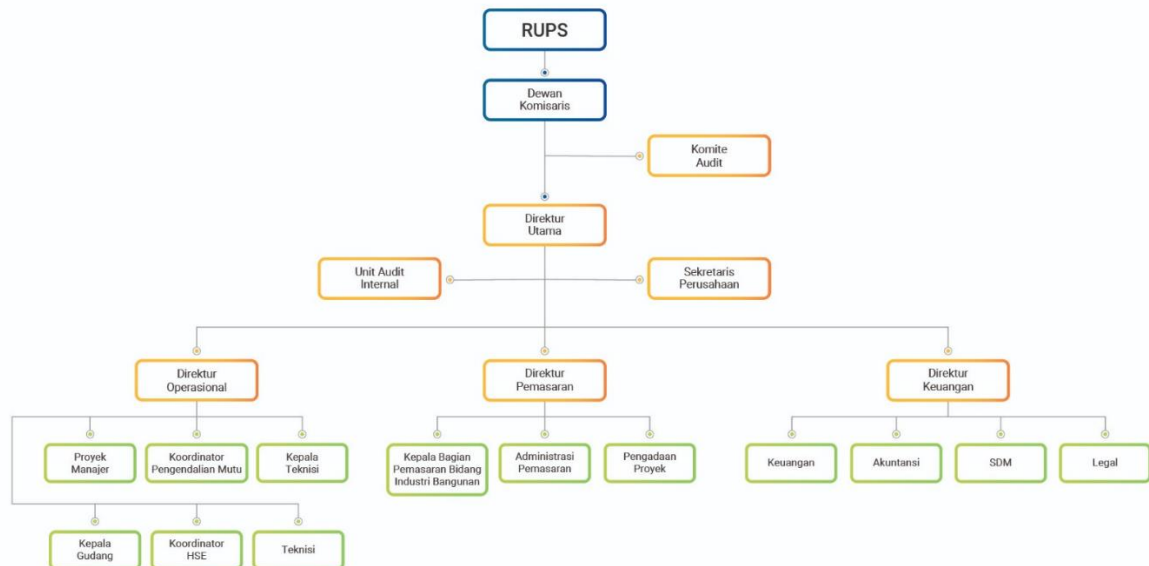 RUPS
Dewan
Komisaris
Komite
Audit
Direktur
Utama
Unit Audit
Internal
Sekretaris
Perusahaan
Direktur
Operasional
Direktur
Pemasaran
Direktur
Keuangan
Proyek
Manajer
Koordinator
Pengendalian Mutu
Kepala
Teknisi
Kepala Bagian
Pemasaran Bidang
Industri Bangunan
Administrasi
Pemasaran
Pengadaan
Proyek
Keuangan
Akuntansi
SDM
Legal
Kepala
Gudang
Koordinator
HSE
Teknisi